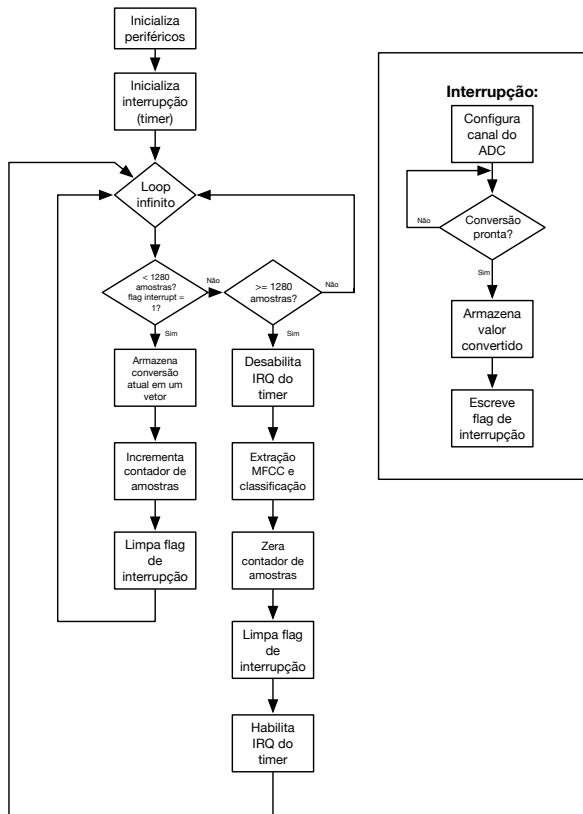 Inicializa
periféricos
Inicializa
interrupção
(timer)
Loop
infinito
< 1280
amostras?
flag interrupt =
1?
Não
Sim
>= 1280
amostras?
Não
Sim
Armazena
conversão
atual em um
vetor
Incrementa
contador de
amostras
Limpa flag
de
interrupção
Desabilita
IRQ do
timer
Extração
MFCC e
classificação
Zera
contador de
amostras
Limpa flag
de
interrupção
Habilita
IRQ do
timer
Interrupção:
Configura
canal do
ADC
Não
Conversão
pronta?
Sim
Armazena
valor
convertido
Escreve
flag de
interrupção